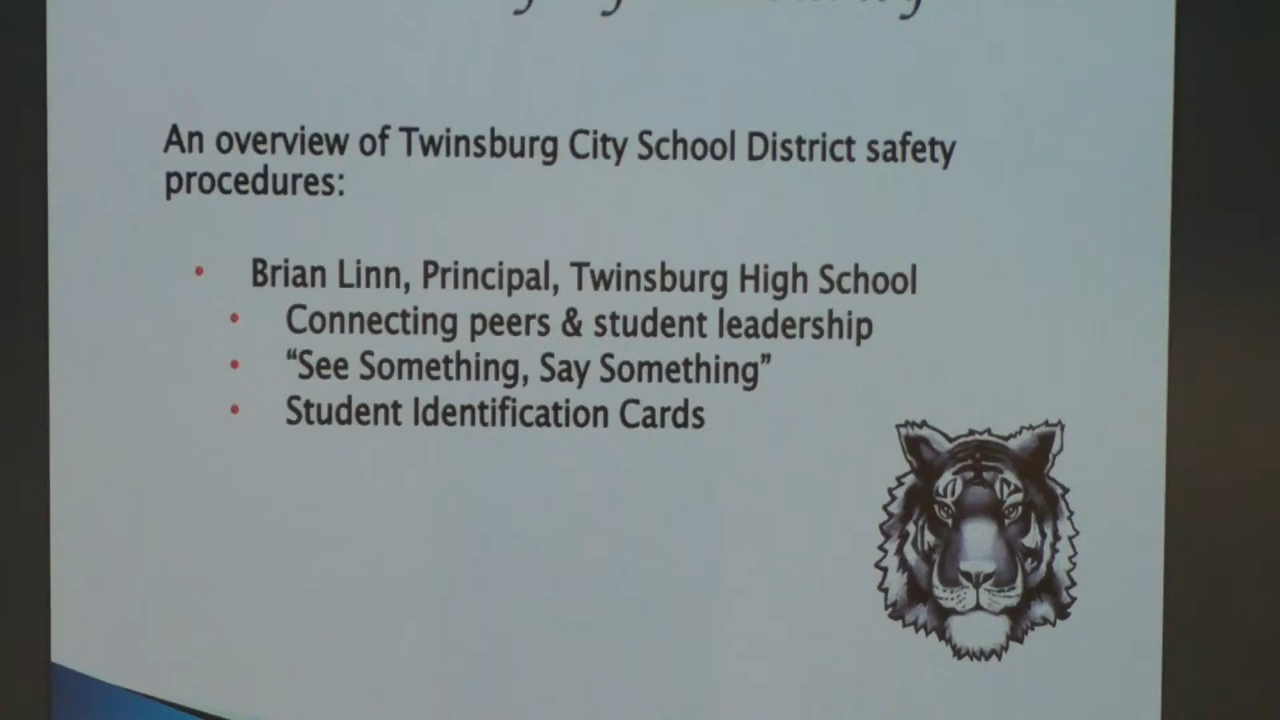 An overview of Twinsburg City School District safety
procedures:
• Brian Linn, Principal, Twinsburg High School
• Connecting peers & student leadership
• “See Something, Say Something”
• Student Identification Cards